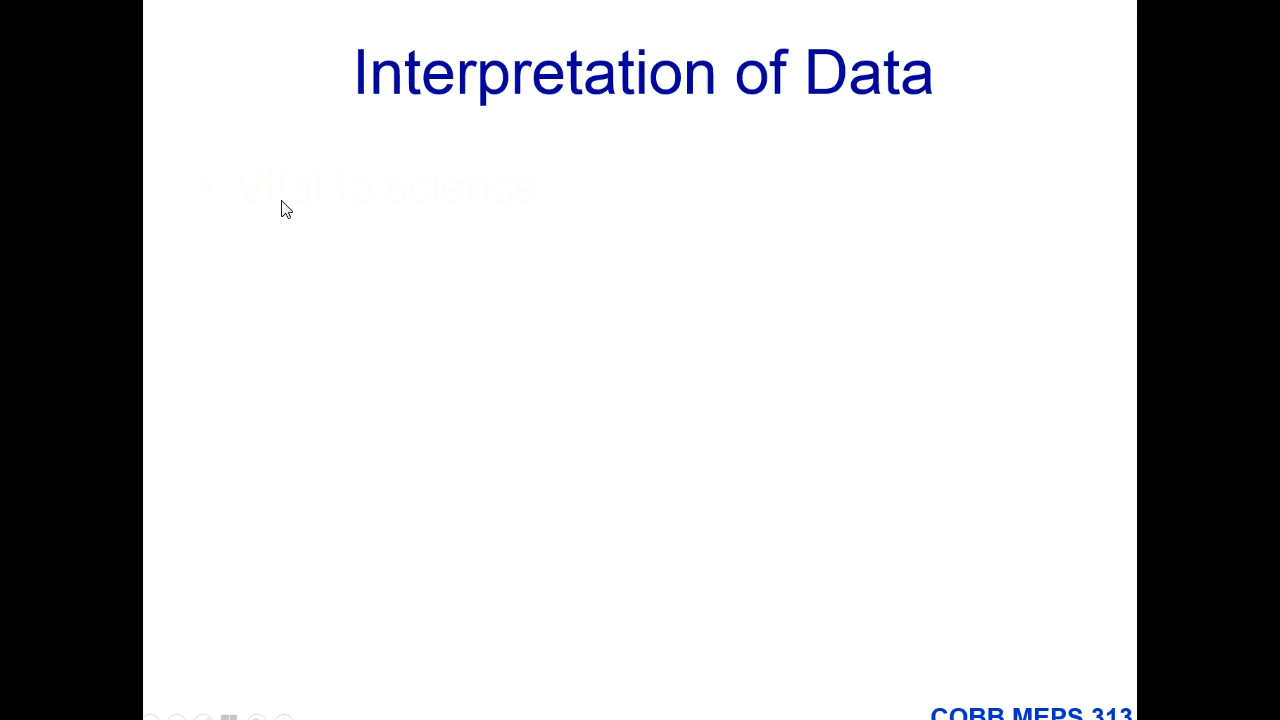 Interpretation of Data
• Vital to science
COBB MEPS 313